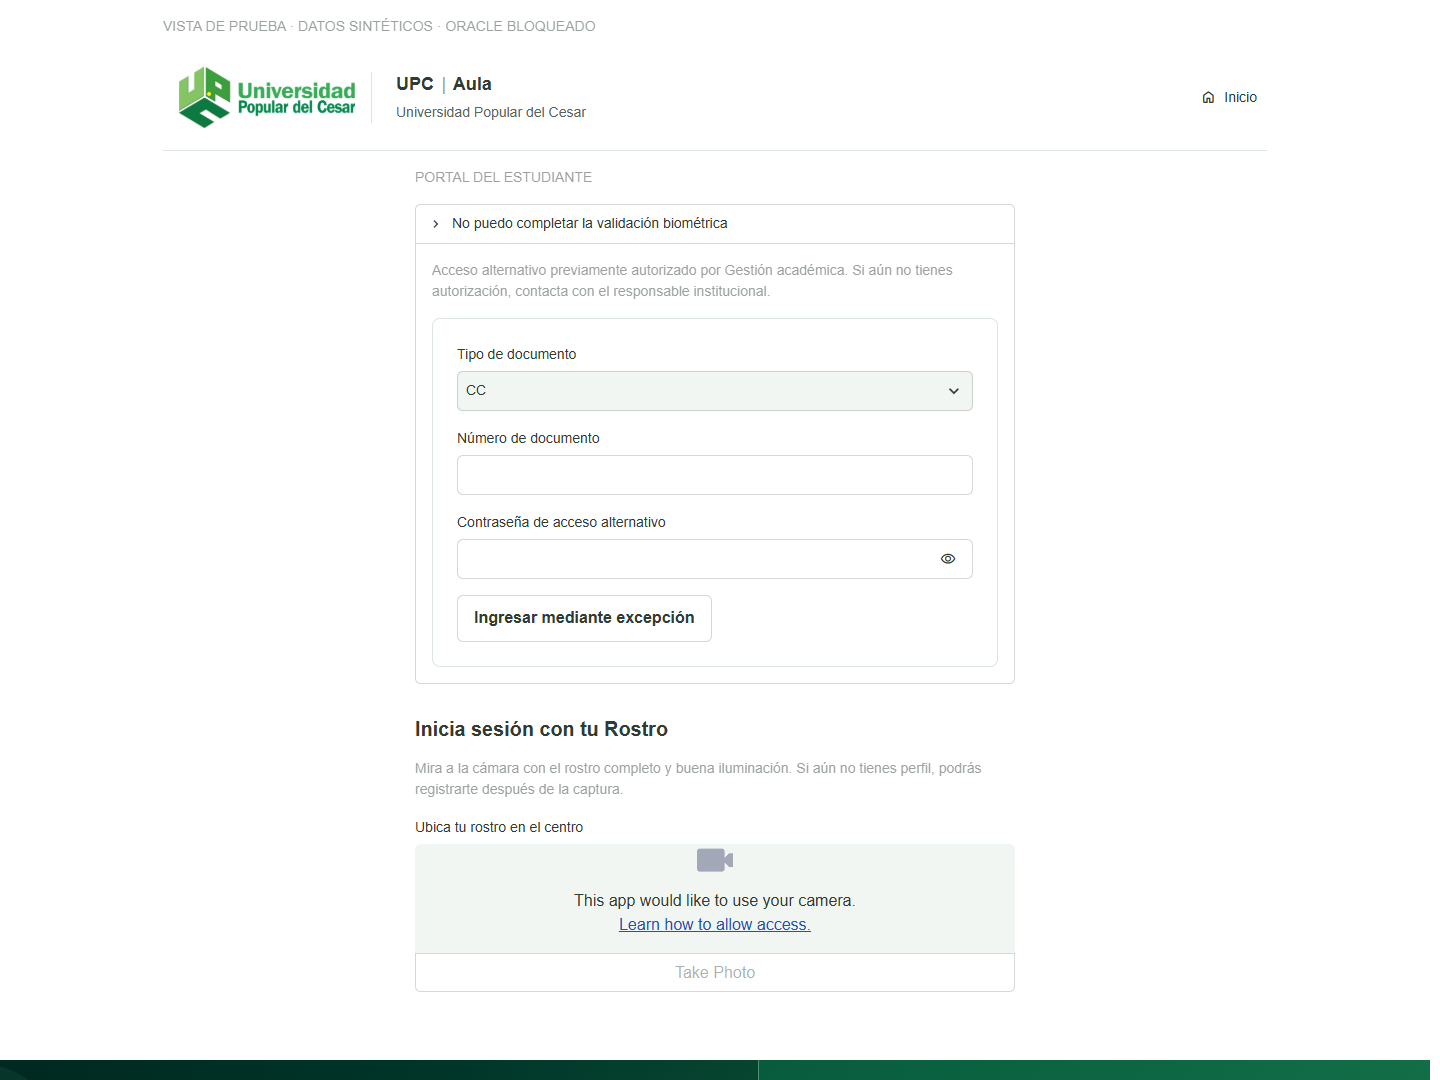 VISTA DE PRUEBA · DATOS SINTÉTICOS · ORACLE BLOQUEADO
Universidad
Popular del Cesar
UPC | Aula
Universidad Popular del Cesar
Inicio
PORTAL DEL ESTUDIANTE
No puedo completar la validación biométrica
Acceso alternativo previamente autorizado por Gestión académica. Si aún no tienes
autorización, contacta con el responsable institucional.
Tipo de documento
CC
Número de documento
Contraseña de acceso alternativo
Ingresar mediante excepción
Inicia sesión con tu Rostro
Mira a la cámara con el rostro completo y buena iluminación. Si aún no tienes perfil, podrás
registrarte después de la captura.
Ubica tu rostro en el centro
This app would like to use your camera.
Learn how to allow access.
Take Photo